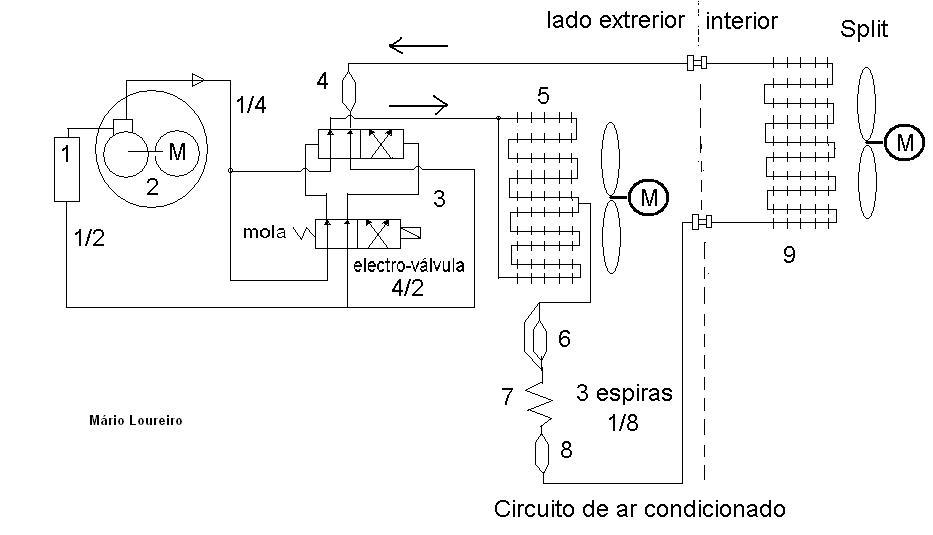 lado extrerior
interior
Split
4
5
1/4
1
M
2
3
M
M
1/2
mola
electro-válvula
4/2
9
6
7
3 espiras
1/8
8
Mário Loureiro
Circuito de ar condicionado